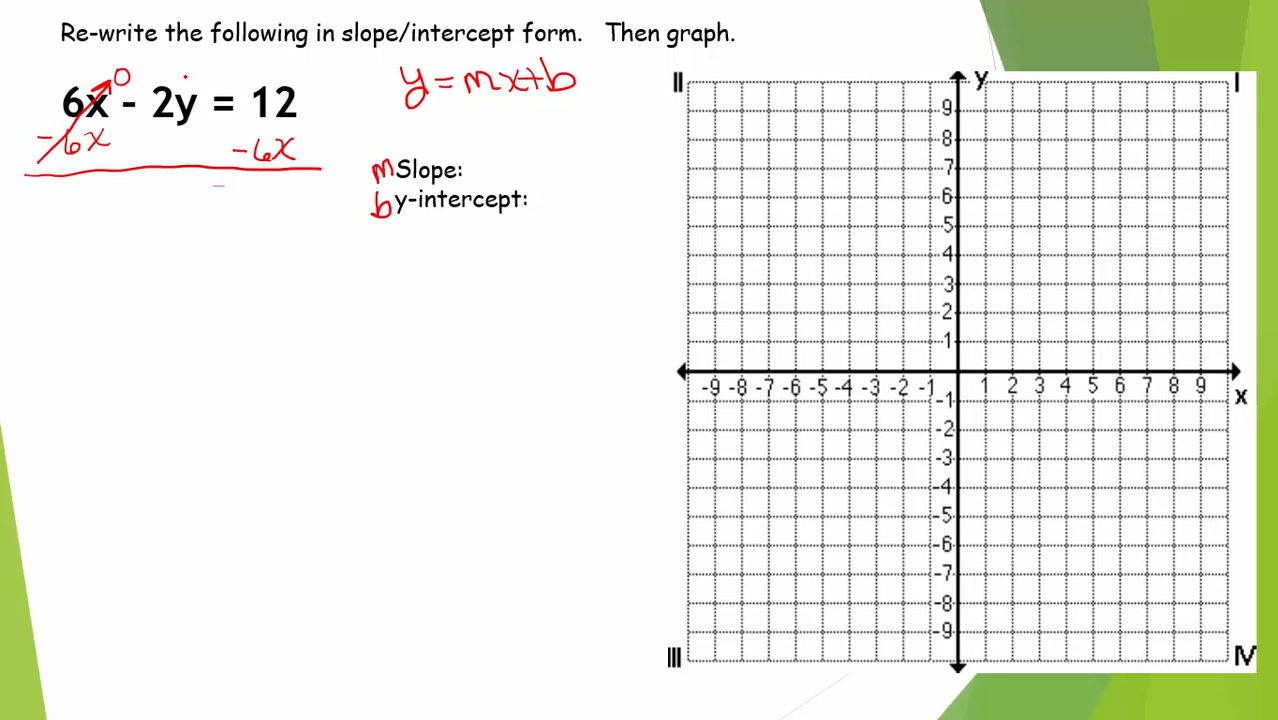 Re-write the following in slope/intercept form. Then graph.
6x - 2y = 12
0
-6x -6x
y = mx+b
m Slope:
b y-intercept:
II
y
I
9
8
7
6
5
4
3
2
1
-9 -8 -7 -6 -5 -4 -3 -2 -1 1 2 3 4 5 6 7 8 9
x
-1
-2
-3
-4
-5
-6
-7
-8
-9
III
IV